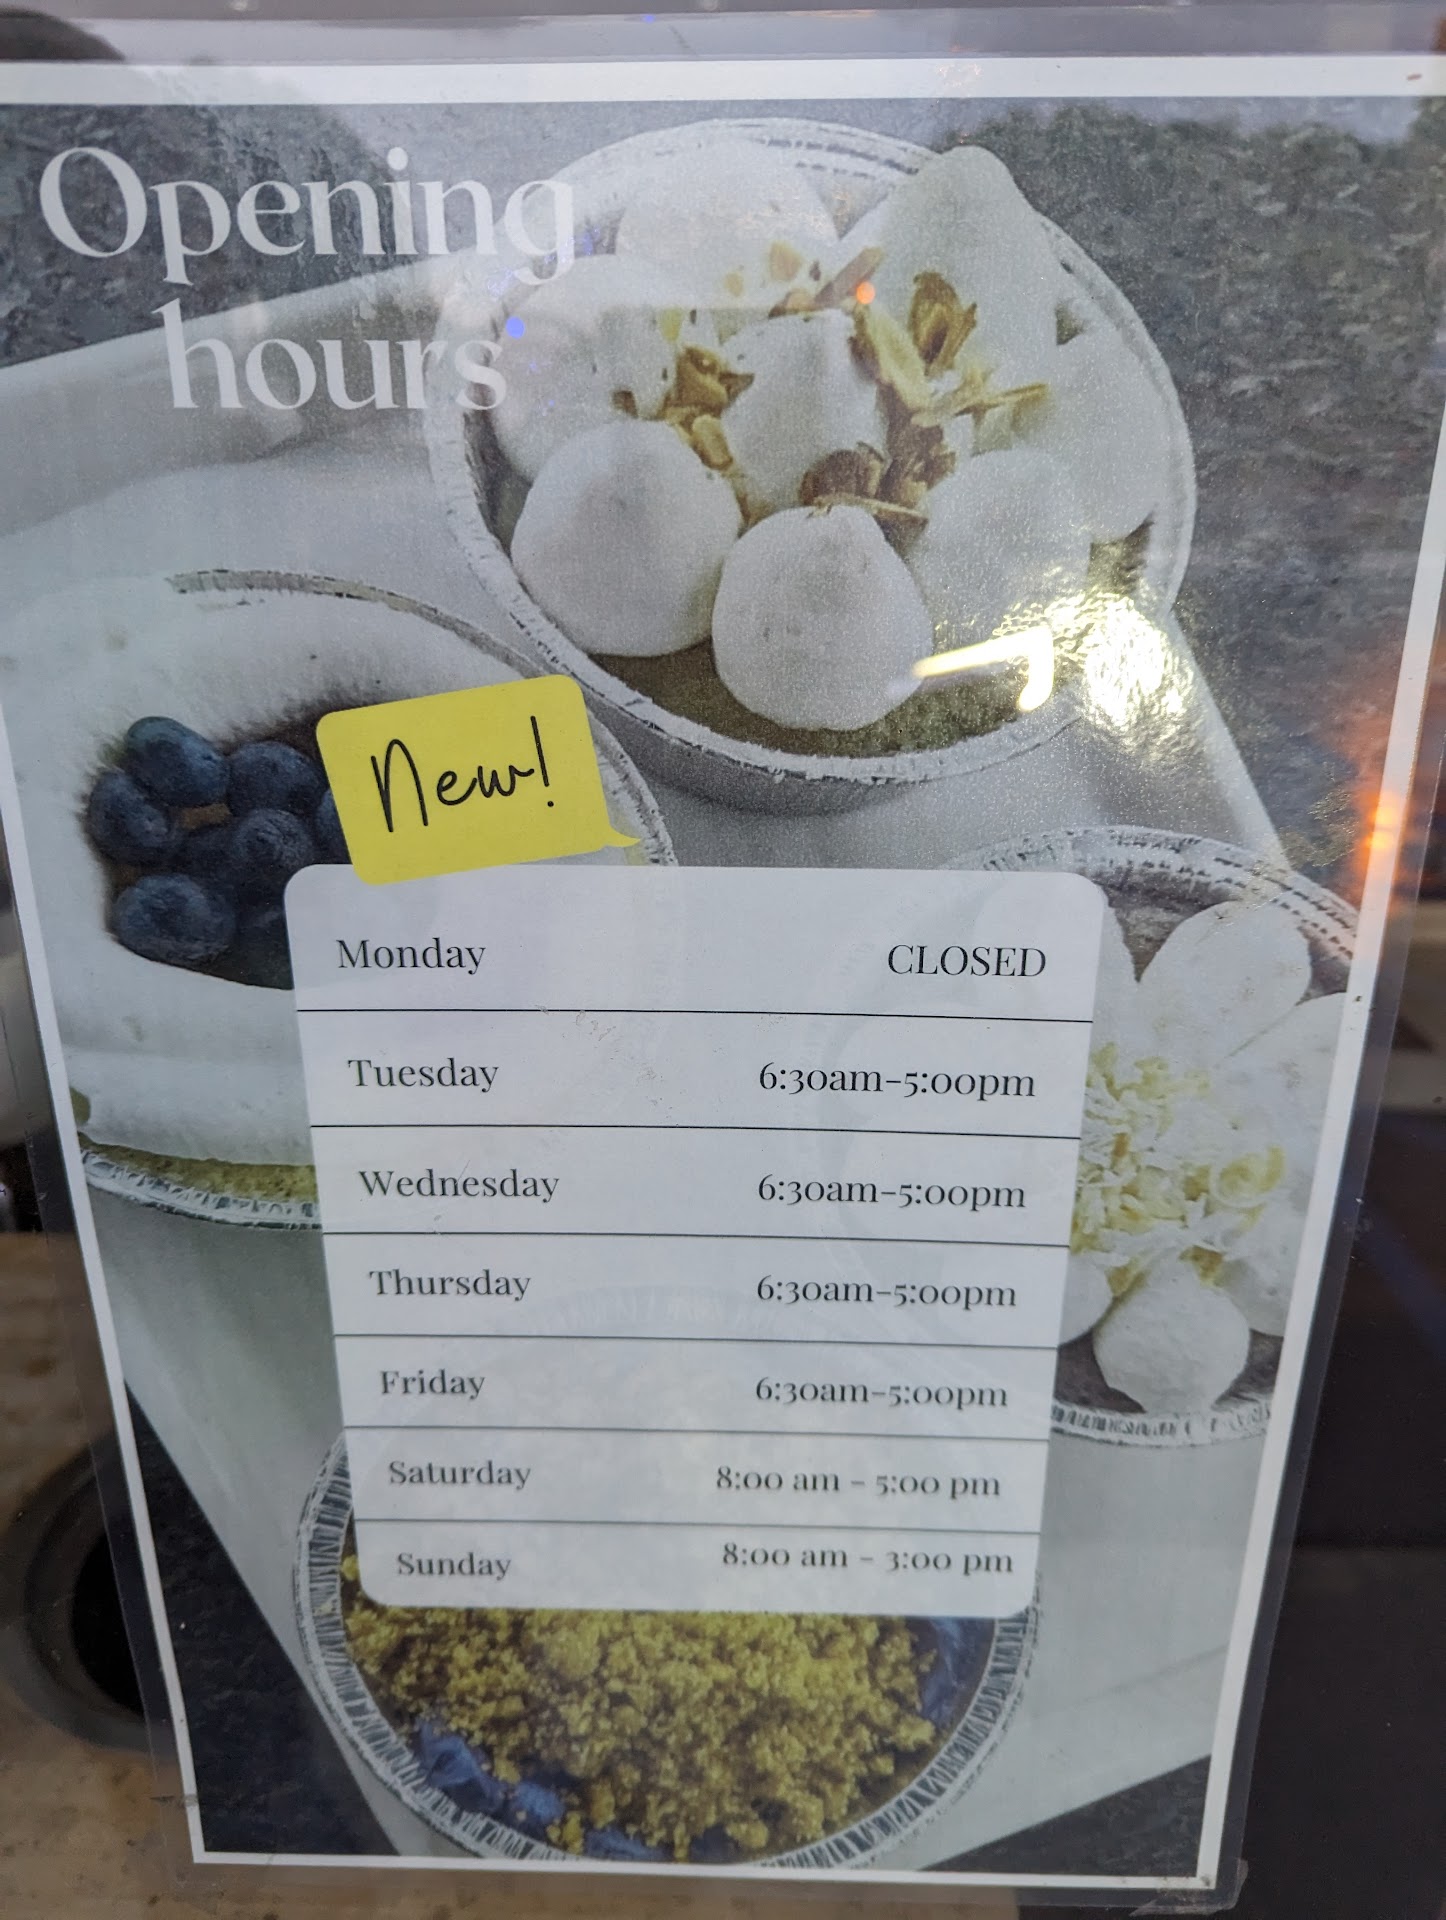 Opening
hours
New!
Monday CLOSED
Tuesday 6:30am-5:00pm
Wednesday 6:30am-5:00pm
Thursday 6:30am-5:00pm
Friday 6:30am-5:00pm
Saturday 8:00 am - 5:00 pm
Sunday 8:00 am - 3:00 pm